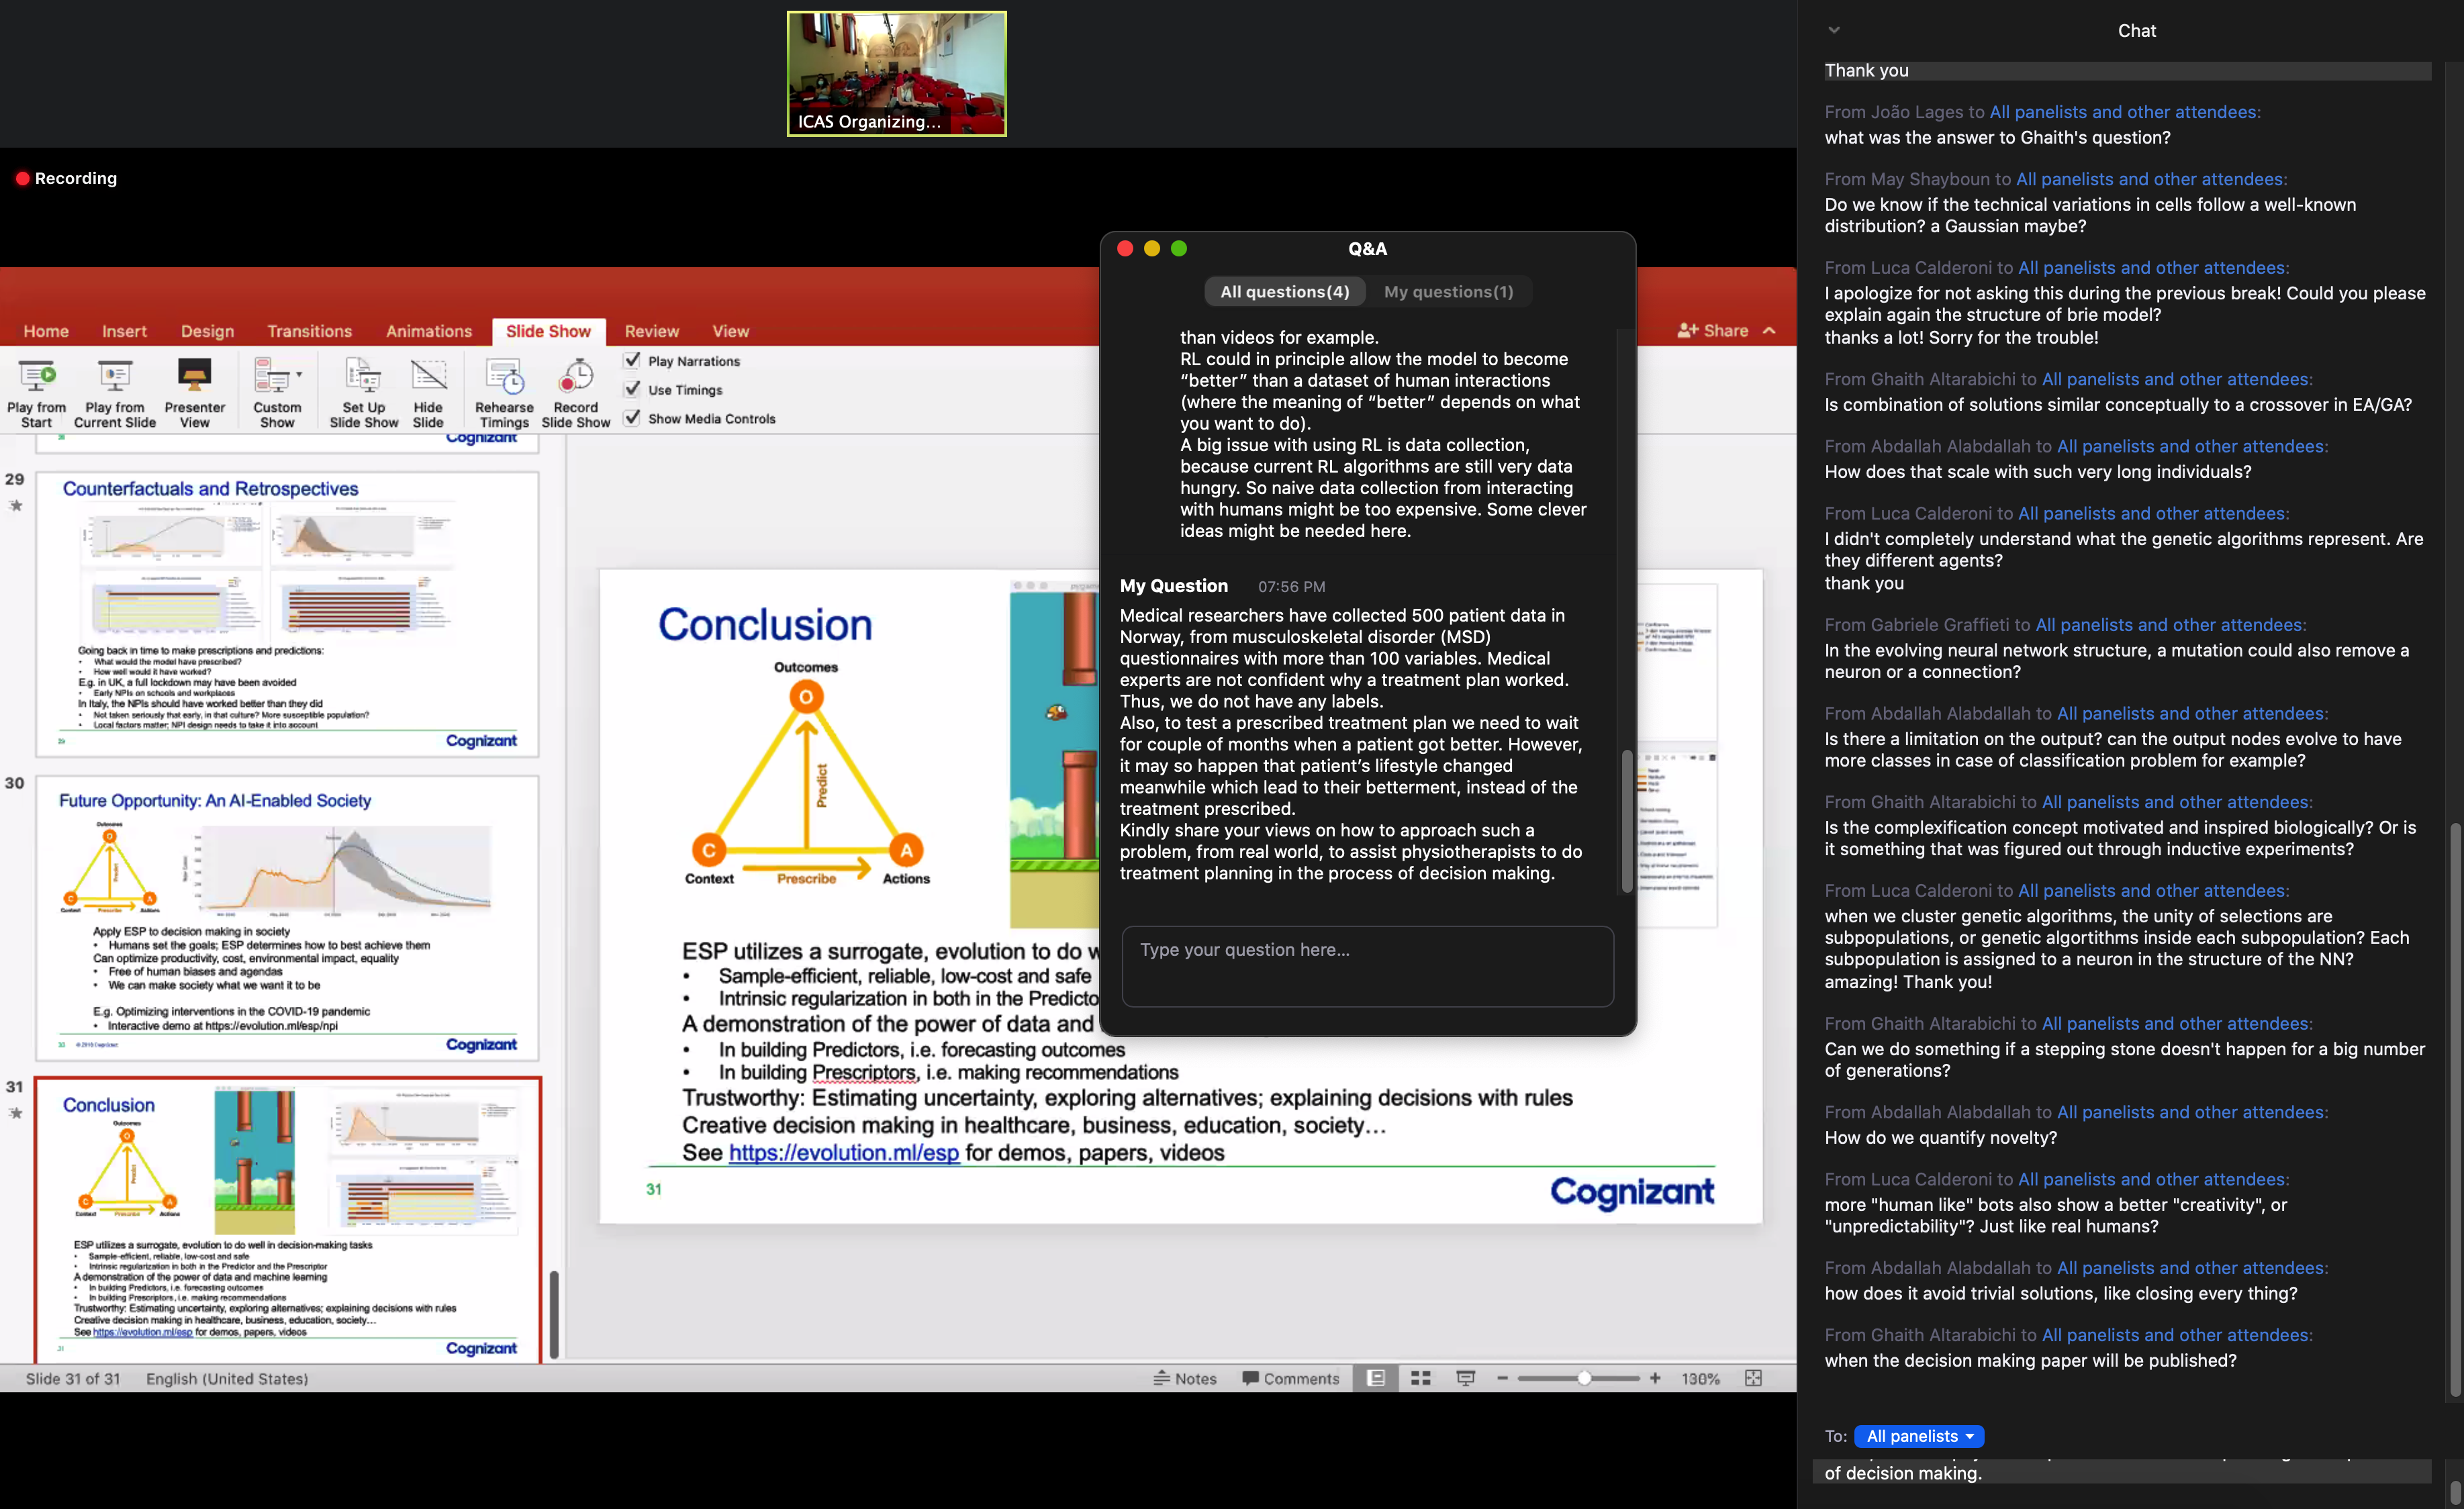 ICAS Organizing...
Recording
Home Insert Design Transitions Animations Slide Show Review View Share
Play from Start
Play from Current Slide
Presenter View
Custom Show
Set Up Slide Show
Hide Slide
Rehearse Timings
Record Slide Show
Play Narrations
Use Timings
Show Media Controls
Cognizant
29
Counterfactuals and Retrospectives
Going back in time to make prescriptions and predictions:
• What would the model have prescribed?
• How well would it have worked?
E.g. in UK, a full lockdown may have been avoided
• Early NPIs on schools and workplaces
In Italy, the NPIs should have worked better than they did
• Not taken seriously that early, in that culture? More susceptible population?
• Local factors matter; NPI design needs to take it into account
29
Cognizant
30
Future Opportunity: An AI-Enabled Society
Outcomes
O
Predict
C
A
Context Prescribe Actions
Apply ESP to decision making in society
• Humans set the goals; ESP determines how to best achieve them
Can optimize productivity, cost, environmental impact, equality
• Free of human biases and agendas
• We can make society what we want it to be
E.g. Optimizing interventions in the COVID-19 pandemic
• Interactive demo at https://evolution.ml/esp/npi
30
Cognizant
31
Conclusion
Outcomes
O
Predict
C
A
Context Prescribe Actions
ESP utilizes a surrogate, evolution to do well in decision-making tasks
• Sample-efficient, reliable, low-cost and safe
• Intrinsic regularization in both in the Predictor and the Prescriptor
A demonstration of the power of data and machine learning
• In building Predictors, i.e. forecasting outcomes
• In building Prescriptors, i.e. making recommendations
Trustworthy: Estimating uncertainty, exploring alternatives; explaining decisions with rules
Creative decision making in healthcare, business, education, society...
See https://evolution.ml/esp for demos, papers, videos
31
Cognizant
Conclusion
Outcomes
O
Predict
C
A
Context Prescribe Actions
ESP utilizes a surrogate, evolution to do w
• Sample-efficient, reliable, low-cost and safe
• Intrinsic regularization in both in the Predicto
A demonstration of the power of data and
• In building Predictors, i.e. forecasting outcomes
• In building Prescriptors, i.e. making recommendations
Trustworthy: Estimating uncertainty, exploring alternatives; explaining decisions with rules
Creative decision making in healthcare, business, education, society...
See https://evolution.ml/esp for demos, papers, videos
31
Cognizant
Slide 31 of 31 English (United States)
Notes Comments 130%
Q&A
All questions(4) My questions(1)
than videos for example.
RL could in principle allow the model to become
“better” than a dataset of human interactions
(where the meaning of “better” depends on what
you want to do).
A big issue with using RL is data collection,
because current RL algorithms are still very data
hungry. So naive data collection from interacting
with humans might be too expensive. Some clever
ideas might be needed here.
My Question 07:56 PM
Medical researchers have collected 500 patient data in
Norway, from musculoskeletal disorder (MSD)
questionnaires with more than 100 variables. Medical
experts are not confident why a treatment plan worked.
Thus, we do not have any labels.
Also, to test a prescribed treatment plan we need to wait
for couple of months when a patient got better. However,
it may so happen that patient’s lifestyle changed
meanwhile which lead to their betterment, instead of the
treatment prescribed.
Kindly share your views on how to approach such a
problem, from real world, to assist physiotherapists to do
treatment planning in the process of decision making.
Type your question here...
Chat
Thank you
From João Lages to All panelists and other attendees:
what was the answer to Ghaith's question?
From May Shayboun to All panelists and other attendees:
Do we know if the technical variations in cells follow a well-known
distribution? a Gaussian maybe?
From Luca Calderoni to All panelists and other attendees:
I apologize for not asking this during the previous break! Could you please
explain again the structure of brie model?
thanks a lot! Sorry for the trouble!
From Ghaith Altarabichi to All panelists and other attendees:
Is combination of solutions similar conceptually to a crossover in EA/GA?
From Abdallah Alabdallah to All panelists and other attendees:
How does that scale with such very long individuals?
From Luca Calderoni to All panelists and other attendees:
I didn't completely understand what the genetic algorithms represent. Are
they different agents?
thank you
From Gabriele Graffieti to All panelists and other attendees:
In the evolving neural network structure, a mutation could also remove a
neuron or a connection?
From Abdallah Alabdallah to All panelists and other attendees:
Is there a limitation on the output? can the output nodes evolve to have
more classes in case of classification problem for example?
From Ghaith Altarabichi to All panelists and other attendees:
Is the complexification concept motivated and inspired biologically? Or is
it something that was figured out through inductive experiments?
From Luca Calderoni to All panelists and other attendees:
when we cluster genetic algorithms, the unity of selections are
subpopulations, or genetic algortithms inside each subpopulation? Each
subpopulation is assigned to a neuron in the structure of the NN?
amazing! Thank you!
From Ghaith Altarabichi to All panelists and other attendees:
Can we do something if a stepping stone doesn't happen for a big number
of generations?
From Abdallah Alabdallah to All panelists and other attendees:
How do we quantify novelty?
From Luca Calderoni to All panelists and other attendees:
more "human like" bots also show a better "creativity", or
"unpredictability"? Just like real humans?
From Abdallah Alabdallah to All panelists and other attendees:
how does it avoid trivial solutions, like closing every thing?
From Ghaith Altarabichi to All panelists and other attendees:
when the decision making paper will be published?
To: All panelists
of decision making.